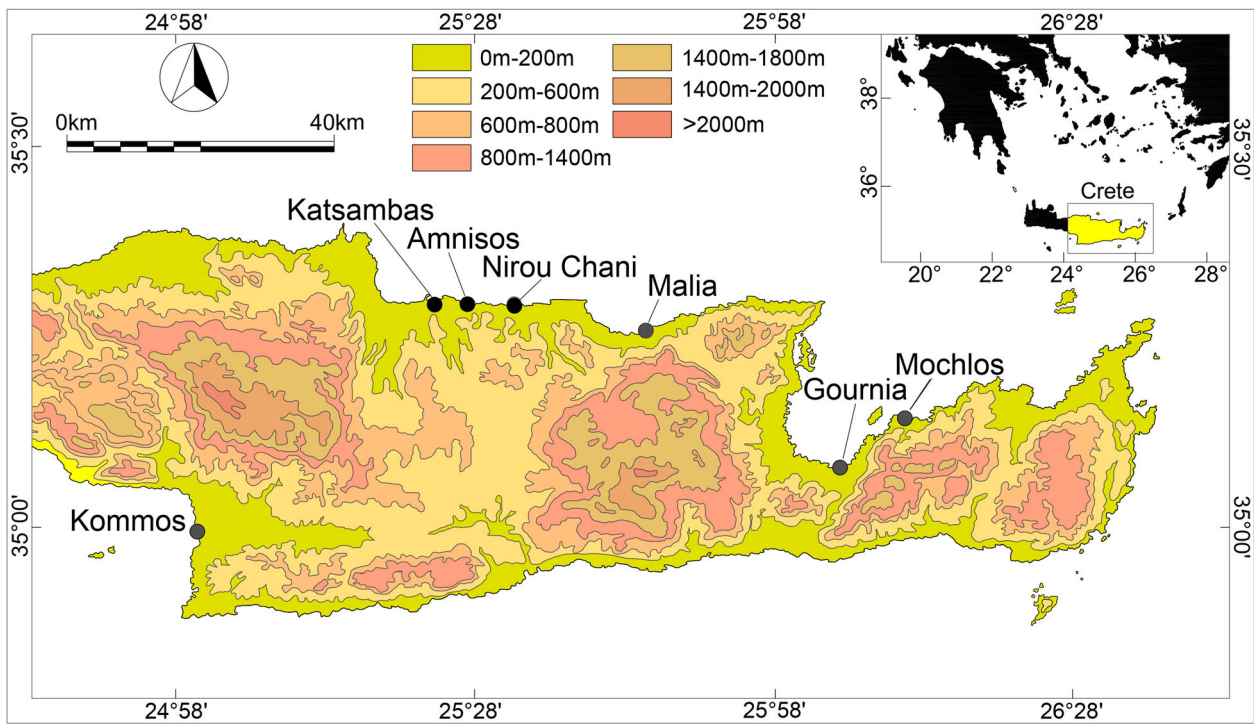 24°58'
25°28'
25°58'
26°28'
0m-200m
200m-600m
600m-800m
800m-1400m
1400m-1800m
1400m-2000m
>2000m
0km
40km
35°30'
35°30'
38°
36°
Crete
20°
22°
24°
26°
28°
Katsambas
Amnisos
Nirou Chani
Malia
Mochlos
Gournia
Kommos
35°00'
35°00'
24°58'
25°28'
25°58'
26°28'